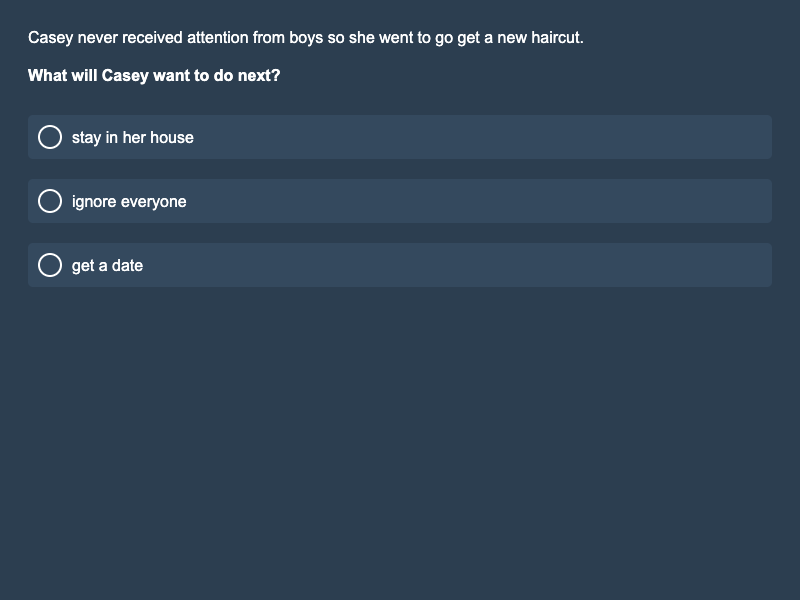 Casey never received attention from boys so she went to go get a new haircut.
What will Casey want to do next?
stay in her house
ignore everyone
get a date